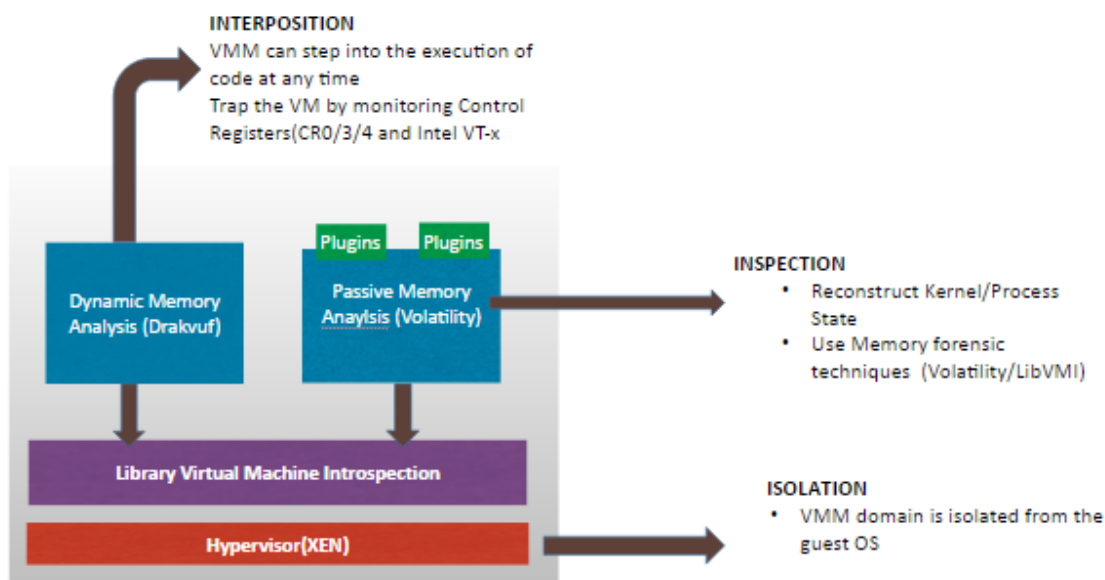 INTERPOSITION
VMM can step into the execution of
code at any time
Trap the VM by monitoring Control
Registers(CR0/3/4 and Intel VT-x
Plugins
Plugins
Dynamic Memory
Analysis (Drakvuf)
Passive Memory
Anaylsis (Volatility)
INSPECTION
• Reconstruct Kernel/Process
State
• Use Memory forensic
techniques (Volatility/LibVMI)
Library Virtual Machine Introspection
Hypervisor(XEN)
ISOLATION
• VMM domain is isolated from the
guest OS